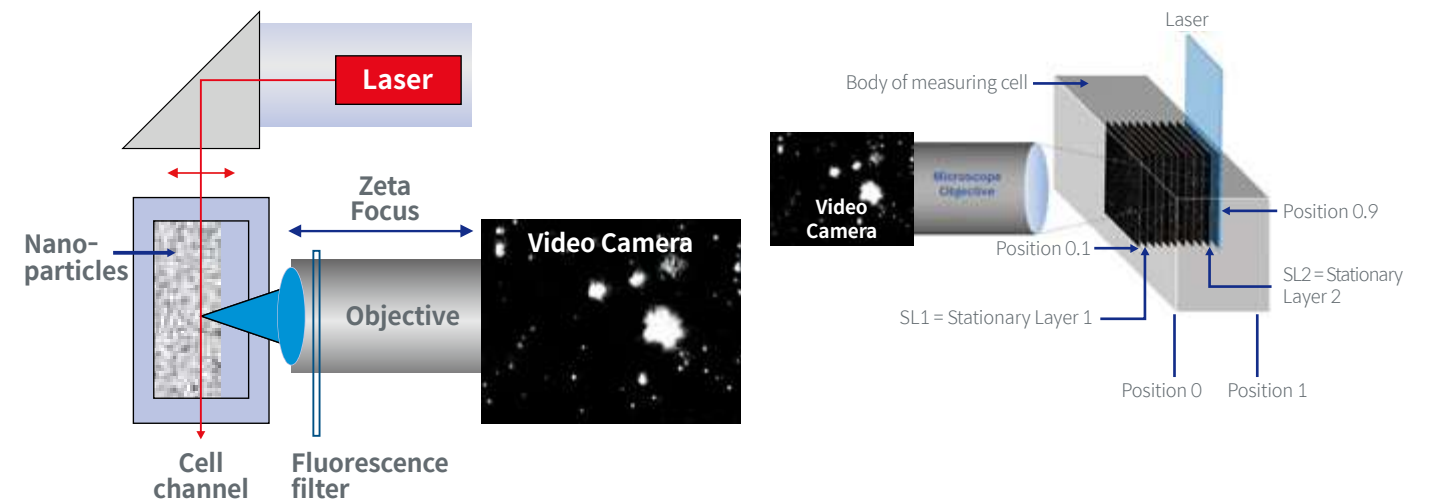 Laser
Zeta
Focus
Nano-
particles
Video Camera
Objective
Cell
channel
Fluorescence
filter
Laser
Body of measuring cell
Microscope
Objective
Video
Camera
Position 0.9
Position 0.1
SL2 = Stationary
Layer 2
SL1 = Stationary Layer 1
Position 0
Position 1